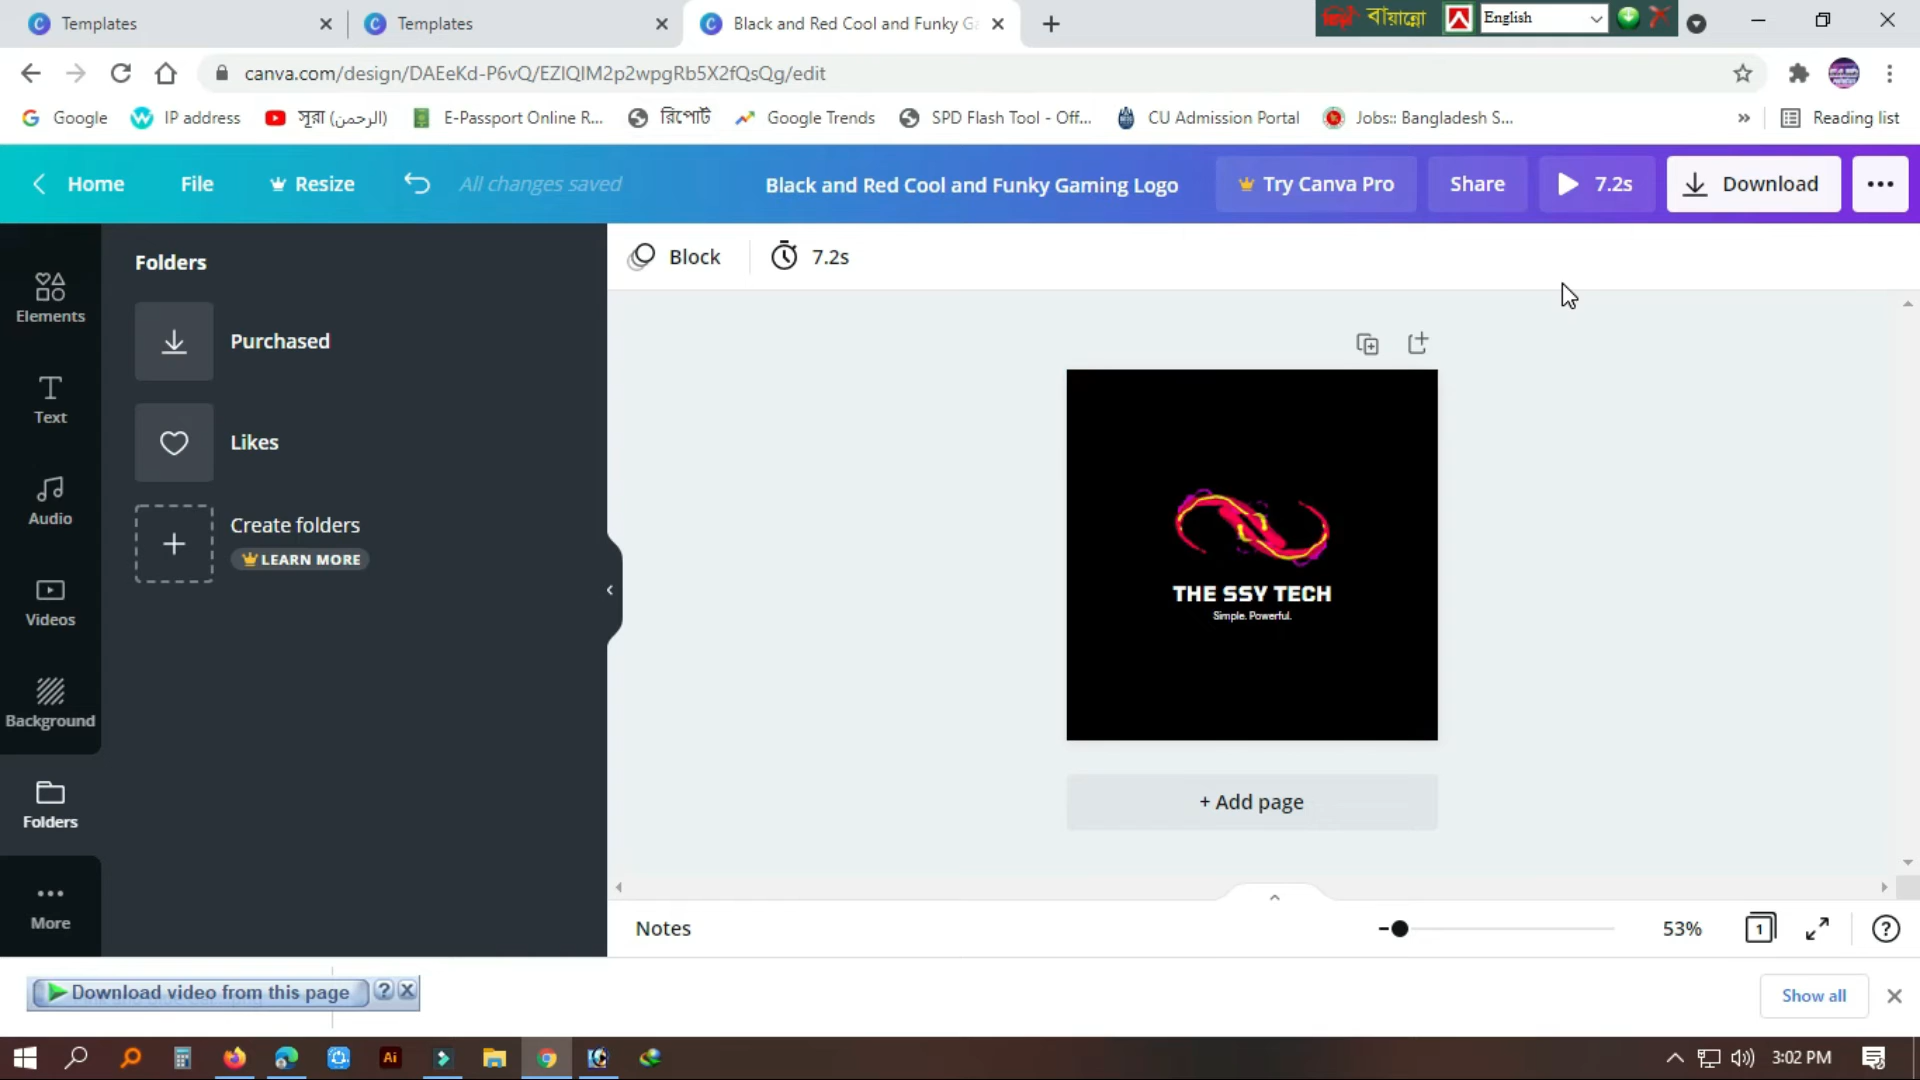 Templates
Templates
Black and Red Cool and Funky Ga
বায়ান্নো
English
canva.com/design/DAEeKd-P6vQ/EZIQIM2p2wpgRb5X2fQsQg/edit
Google
IP address
সূরা (الرحمن)
E-Passport Online R...
রিপোর্ট
Google Trends
SPD Flash Tool - Off...
CU Admission Portal
Jobs:: Bangladesh S...
»
Reading list
Home
File
Resize
All changes saved
Black and Red Cool and Funky Gaming Logo
Try Canva Pro
Share
7.2s
Download
Elements
Text
Audio
Videos
Background
Folders
More
Folders
Purchased
Likes
Create folders
LEARN MORE
Block
7.2s
THE SSY TECH
Simple. Powerful.
+ Add page
Notes
53%
1
Download video from this page
Show all
Ai
3:02 PM